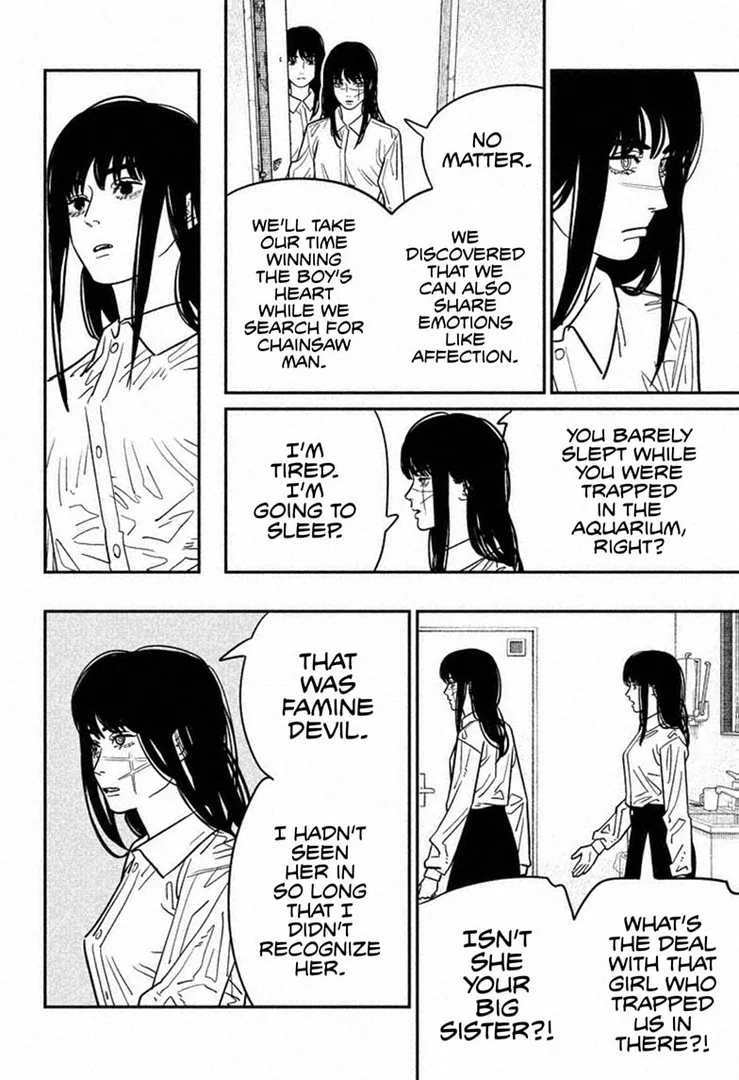 NO
MATTER.
WE
DISCOVERED
THAT WE
CAN ALSO
SHARE
EMOTIONS
LIKE
AFFECTION.
WE'LL TAKE
OUR TIME
WINNING
THE BOY'S
HEART
WHILE WE
SEARCH FOR
CHAINSAW
MAN.
YOU BARELY
SLEPT WHILE
YOU WERE
TRAPPED
IN THE
AQUARIUM,
RIGHT?
I'M
TIRED.
I'M
GOING TO
SLEEP.
WHAT'S
THE DEAL
WITH THAT
GIRL WHO
TRAPPED
US IN
THERE?!
ISN'T
SHE
YOUR
BIG
SISTER?!
THAT
WAS
FAMINE
DEVIL.
I HADN'T
SEEN
HER IN
SO LONG
THAT I
DIDN'T
RECOGNIZE
HER.